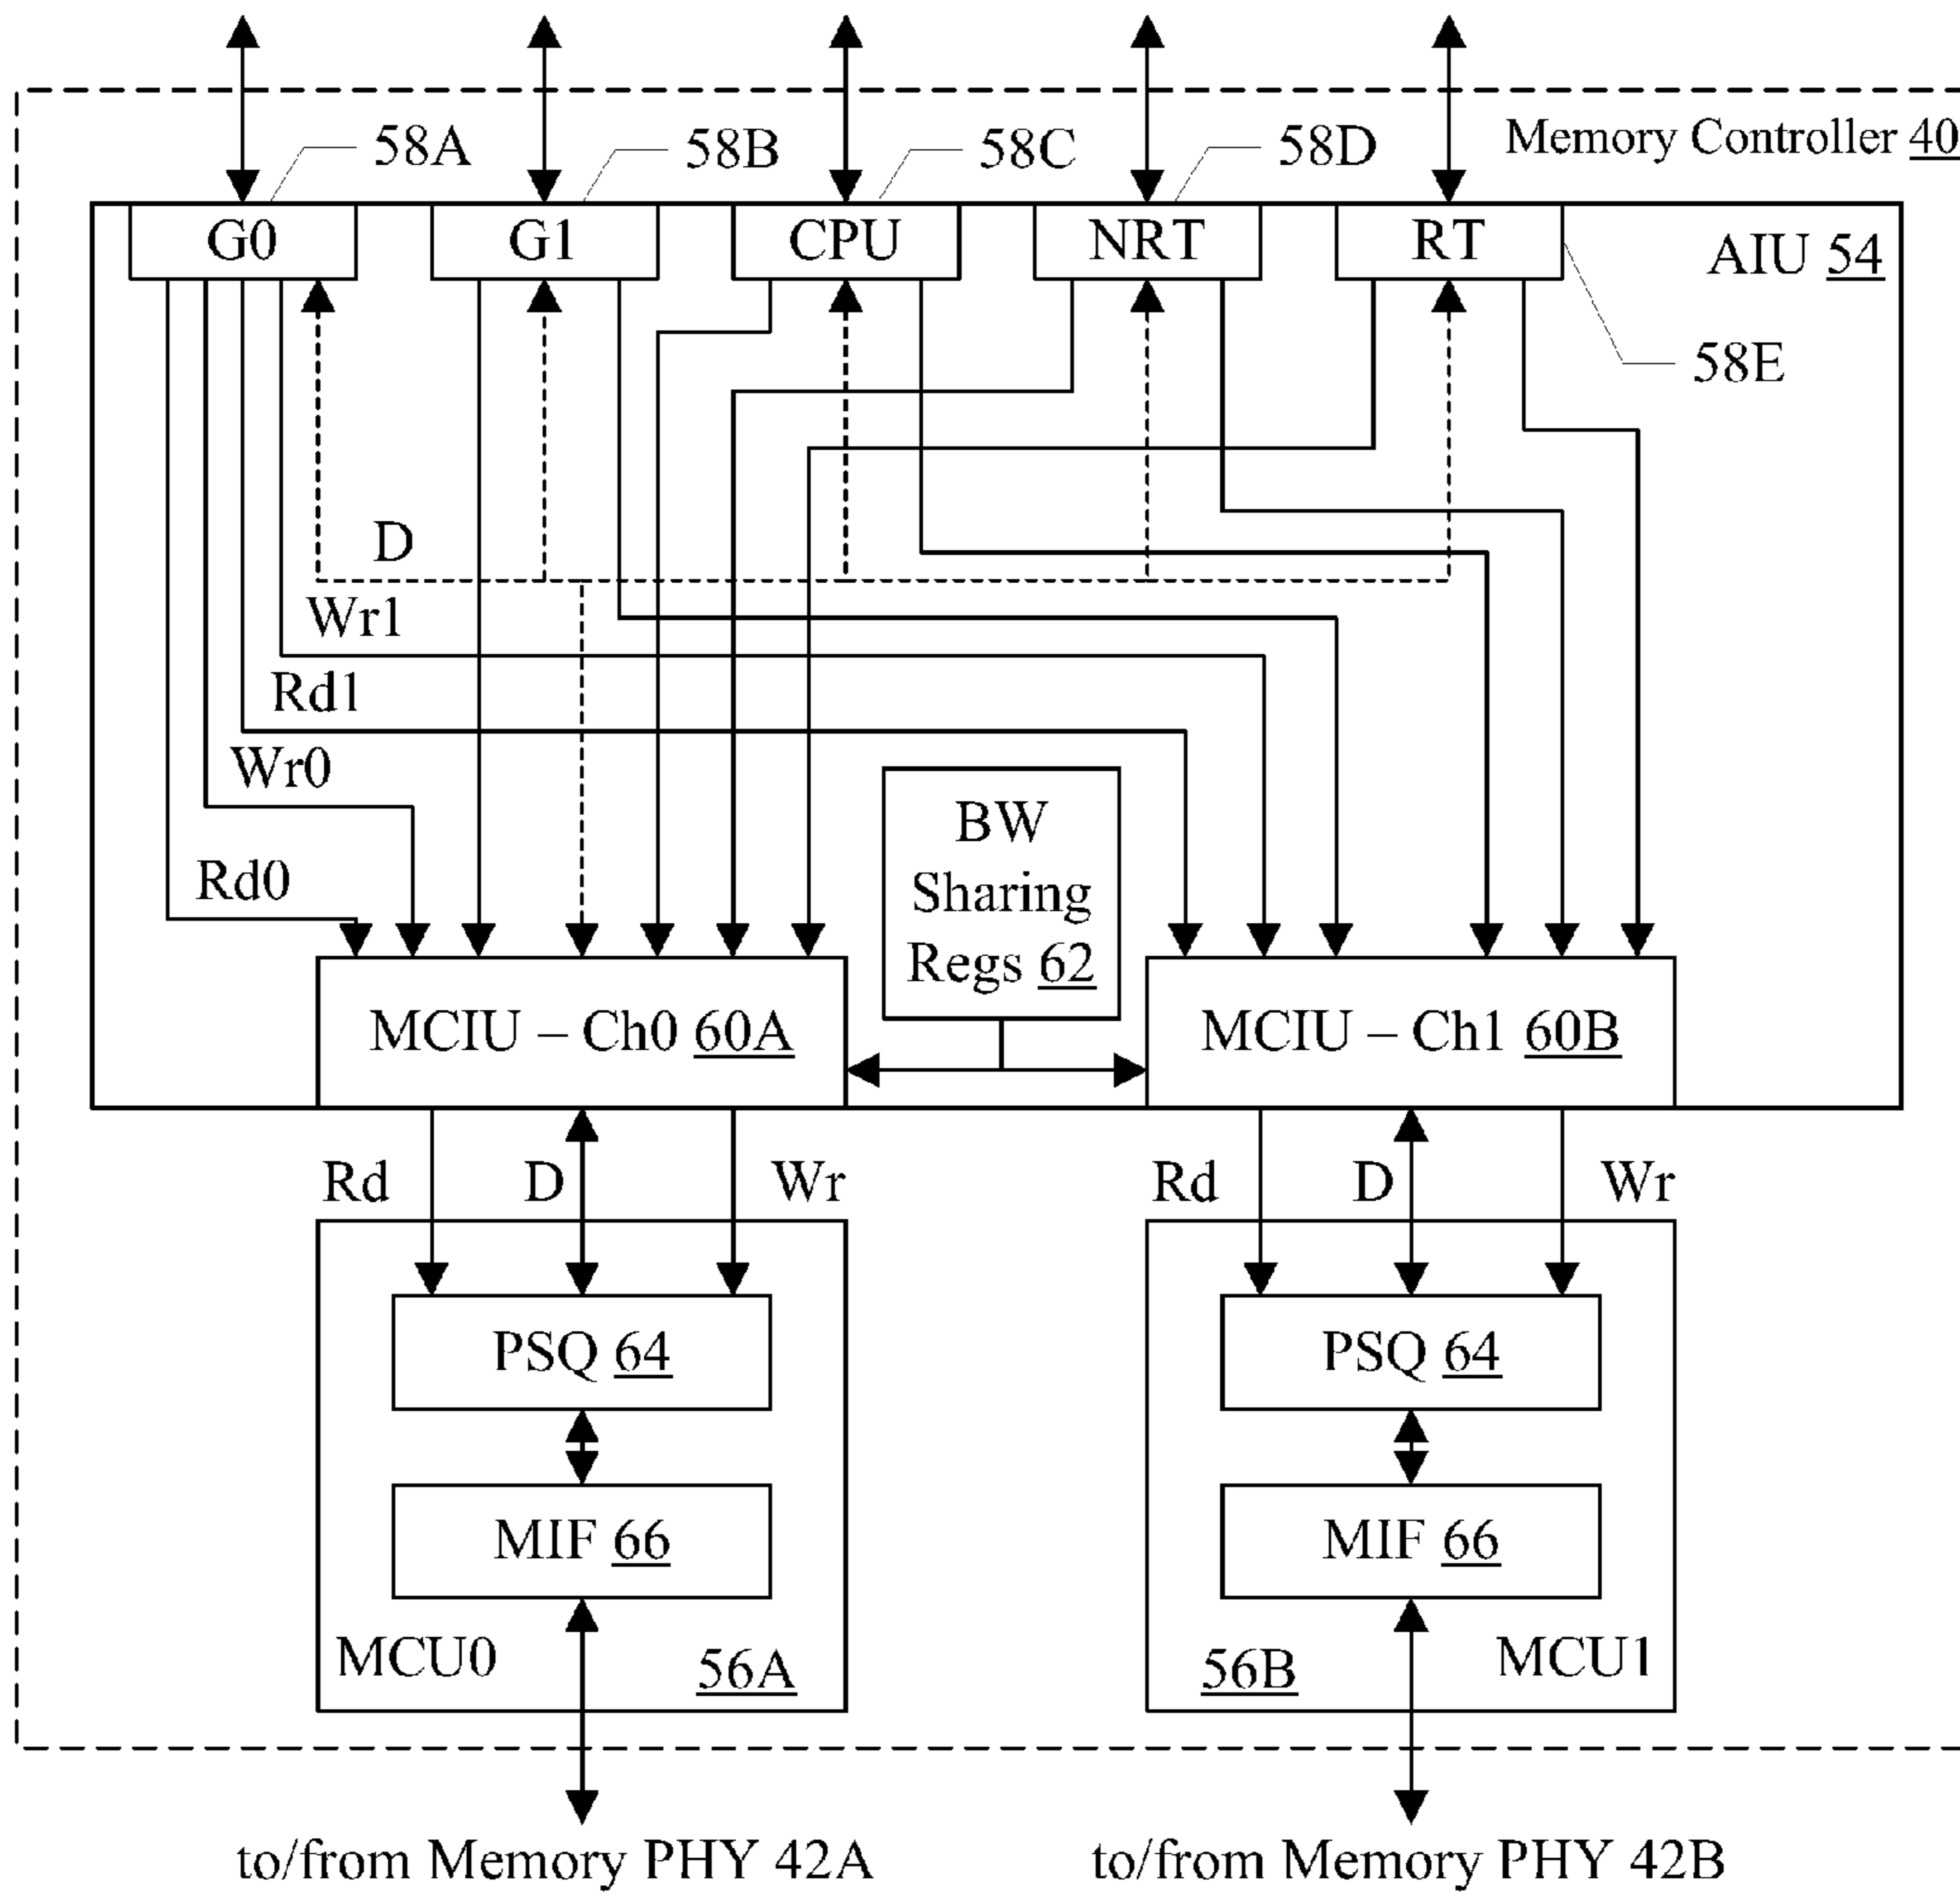 58A 58B 58C 58D Memory Controller 40
G0 G1 CPU NRT RT AIU 54
58E
D
Wr1
Rd1
Wr0
Rd0
BW
Sharing
Regs 62
MCIU – Ch0 60A MCIU – Ch1 60B
Rd D Wr Rd D Wr
PSQ 64 PSQ 64
MIF 66 MIF 66
MCU0 56A 56B MCU1
to/from Memory PHY 42A to/from Memory PHY 42B